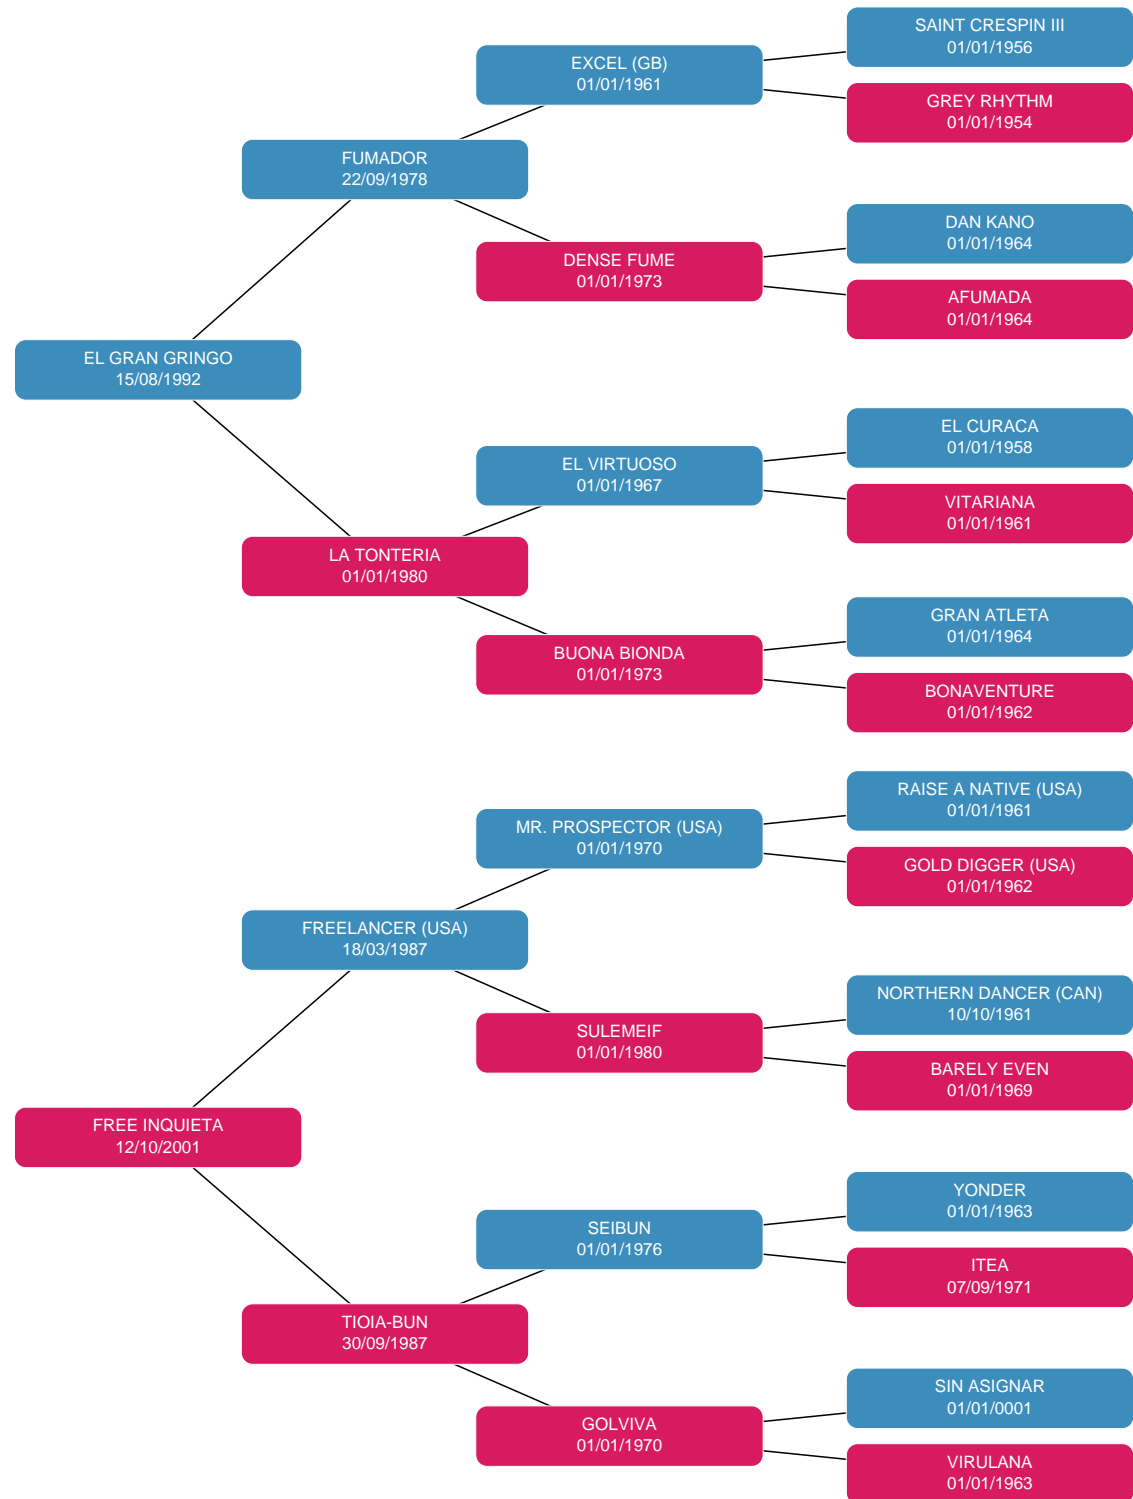 SAINT CRESPIN III
01/01/1956
EXCEL (GB)
01/01/1961
GREY RHYTHM
01/01/1954
FUMADOR
22/09/1978
DAN KANO
01/01/1964
DENSE FUME
01/01/1973
AFUMADA
01/01/1964
EL GRAN GRINGO
15/08/1992
EL CURACA
01/01/1958
EL VIRTUOSO
01/01/1967
VITARIANA
01/01/1961
LA TONTERIA
01/01/1980
GRAN ATLETA
01/01/1964
BUONA BIONDA
01/01/1973
BONAVENTURE
01/01/1962
RAISE A NATIVE (USA)
01/01/1961
MR. PROSPECTOR (USA)
01/01/1970
GOLD DIGGER (USA)
01/01/1962
FREELANCER (USA)
18/03/1987
NORTHERN DANCER (CAN)
10/10/1961
SULEMEIF
01/01/1980
BARELY EVEN
01/01/1969
FREE INQUIETA
12/10/2001
YONDER
01/01/1963
SEIBUN
01/01/1976
ITEA
07/09/1971
TIOIA-BUN
30/09/1987
SIN ASIGNAR
01/01/0001
GOLVIVA
01/01/1970
VIRULANA
01/01/1963